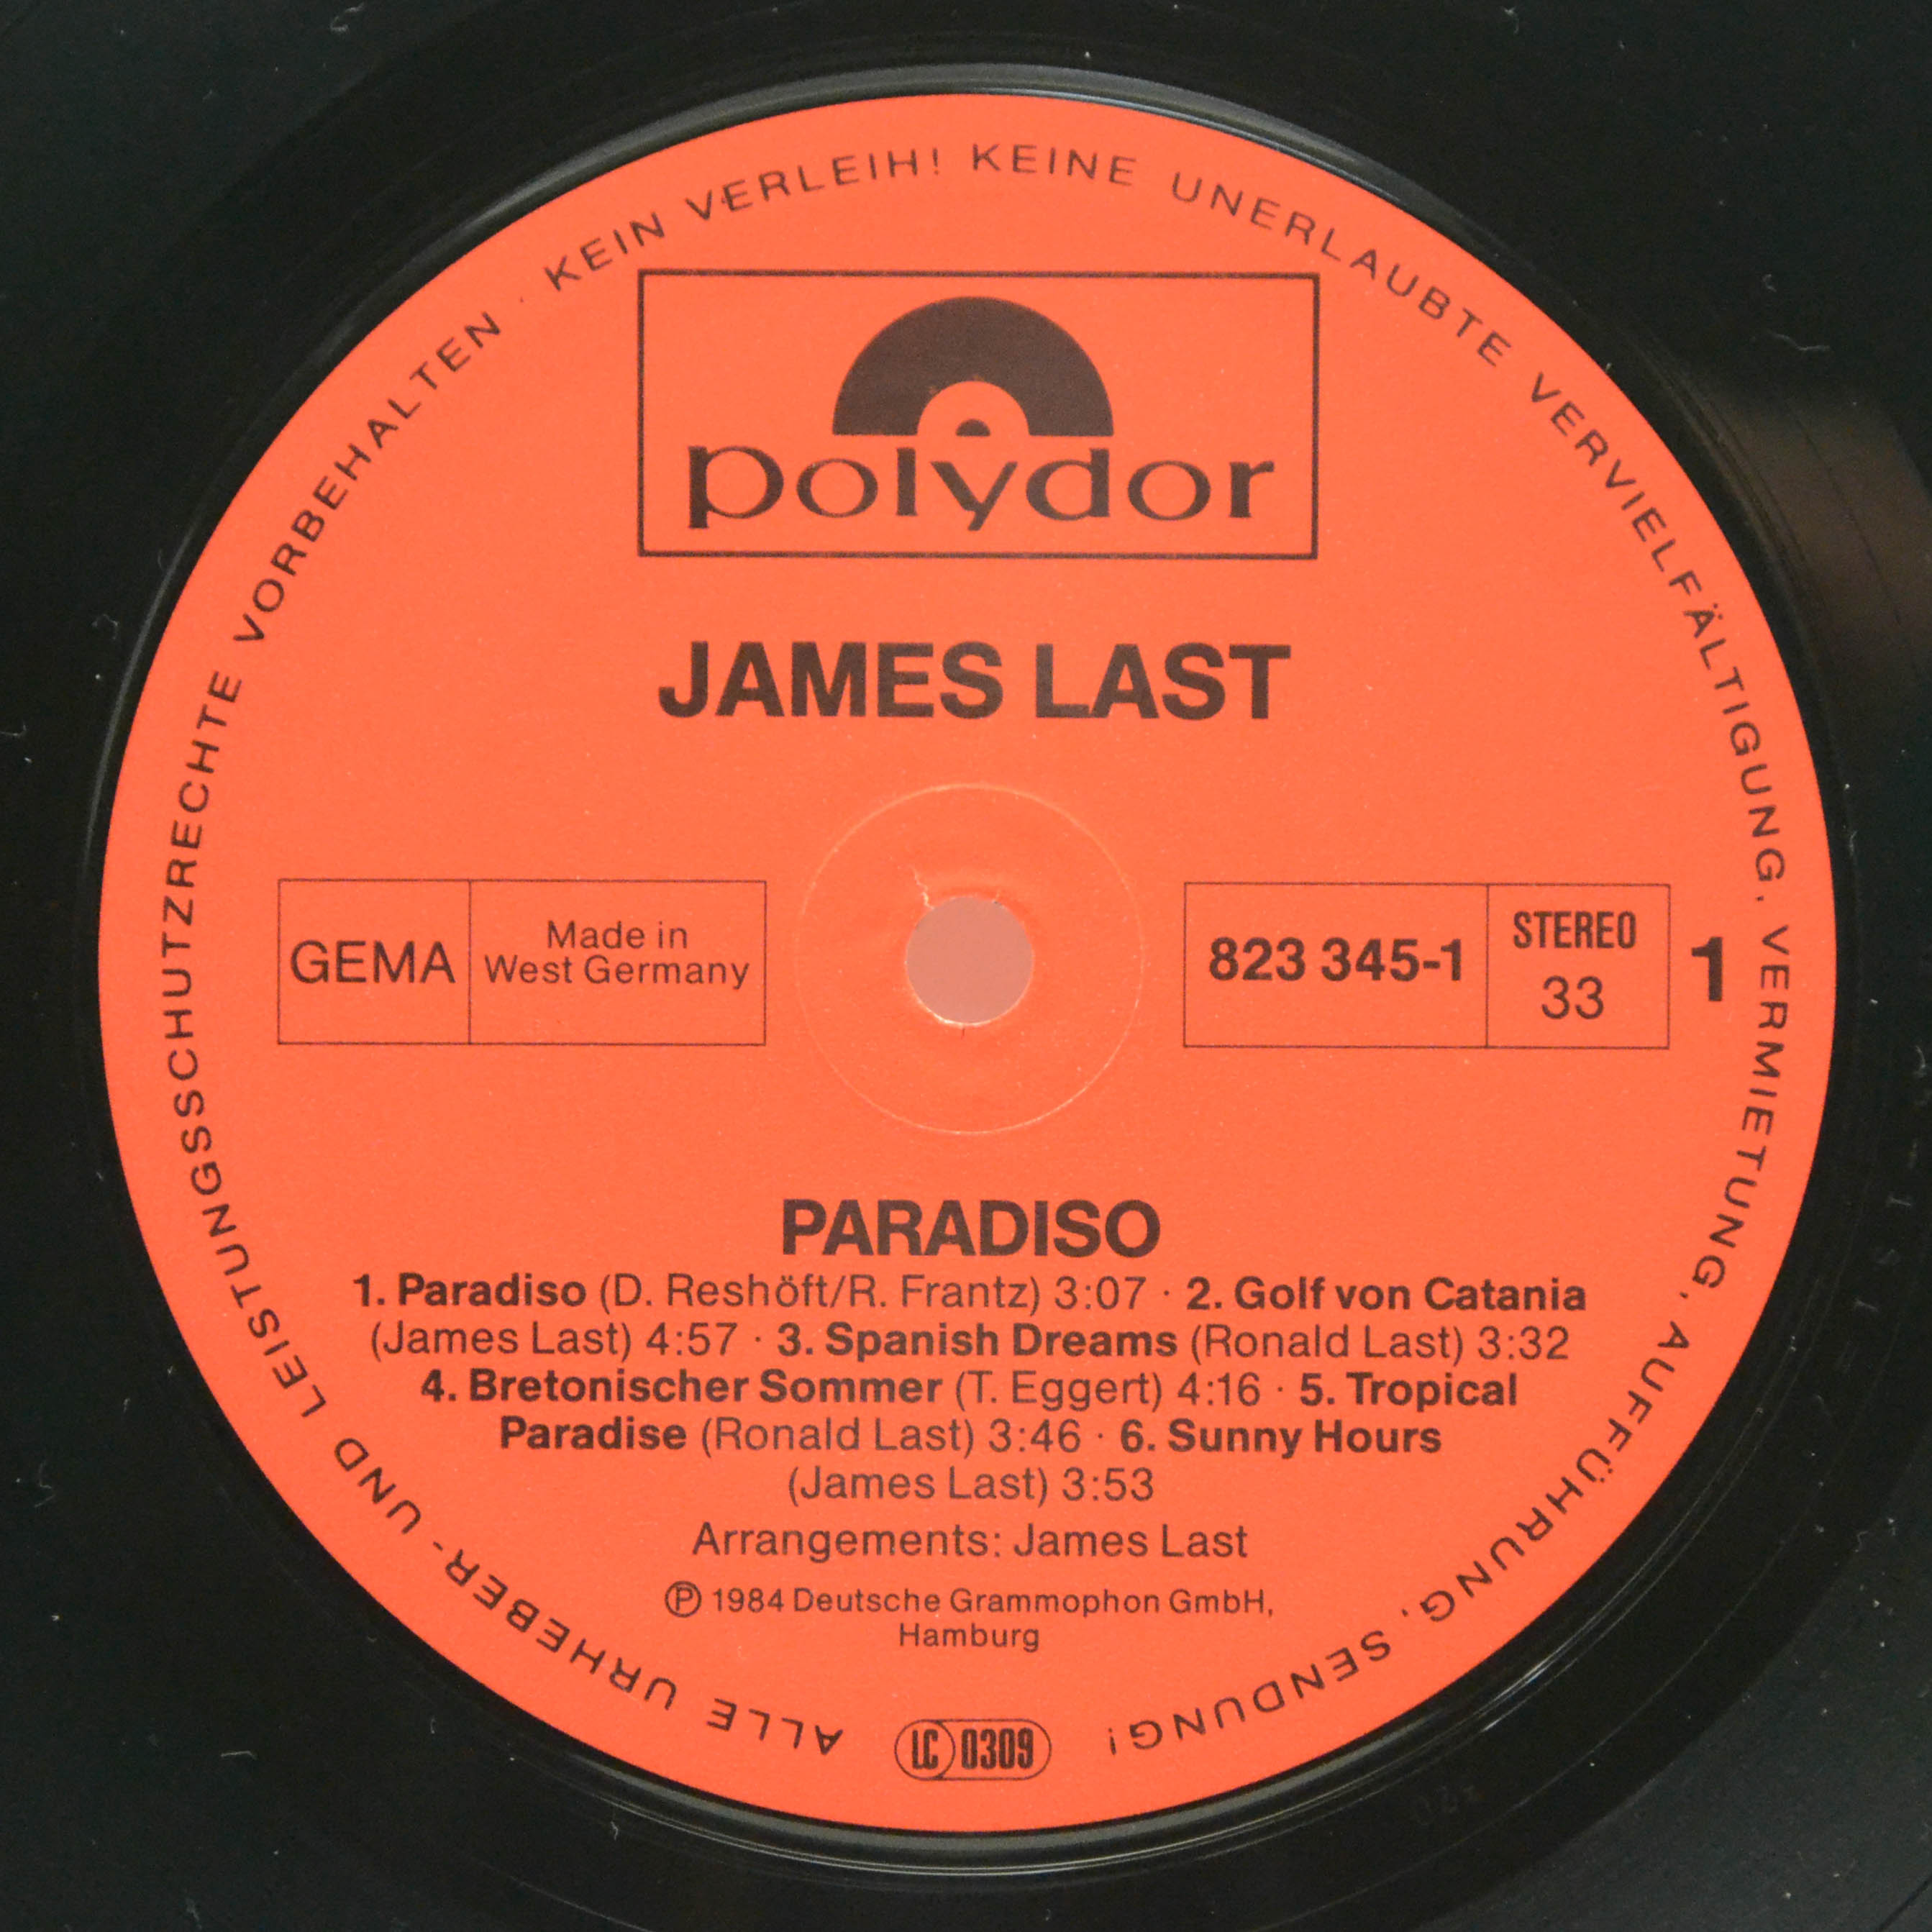 ALLE URHEBER- UND LEISTUNGSSCHUTZRECHTE VORBEHALTEN · KEIN VERLEIH! KEINE UNERLAUBTE VERVIELFÄLTIGUNG, VERMIETUNG, AUFFÜHRUNG, SENDUNG!
polydor
JAMES LAST
GEMA
Made in
West Germany
823 345-1
STEREO
33
1
PARADISO
1. Paradiso (D. Reshöft/R. Frantz) 3:07 · 2. Golf von Catania
(James Last) 4:57 · 3. Spanish Dreams (Ronald Last) 3:32
4. Bretonischer Sommer (T. Eggert) 4:16 · 5. Tropical
Paradise (Ronald Last) 3:46 · 6. Sunny Hours
(James Last) 3:53
Arrangements: James Last
℗ 1984 Deutsche Grammophon GmbH,
Hamburg
LC 0309